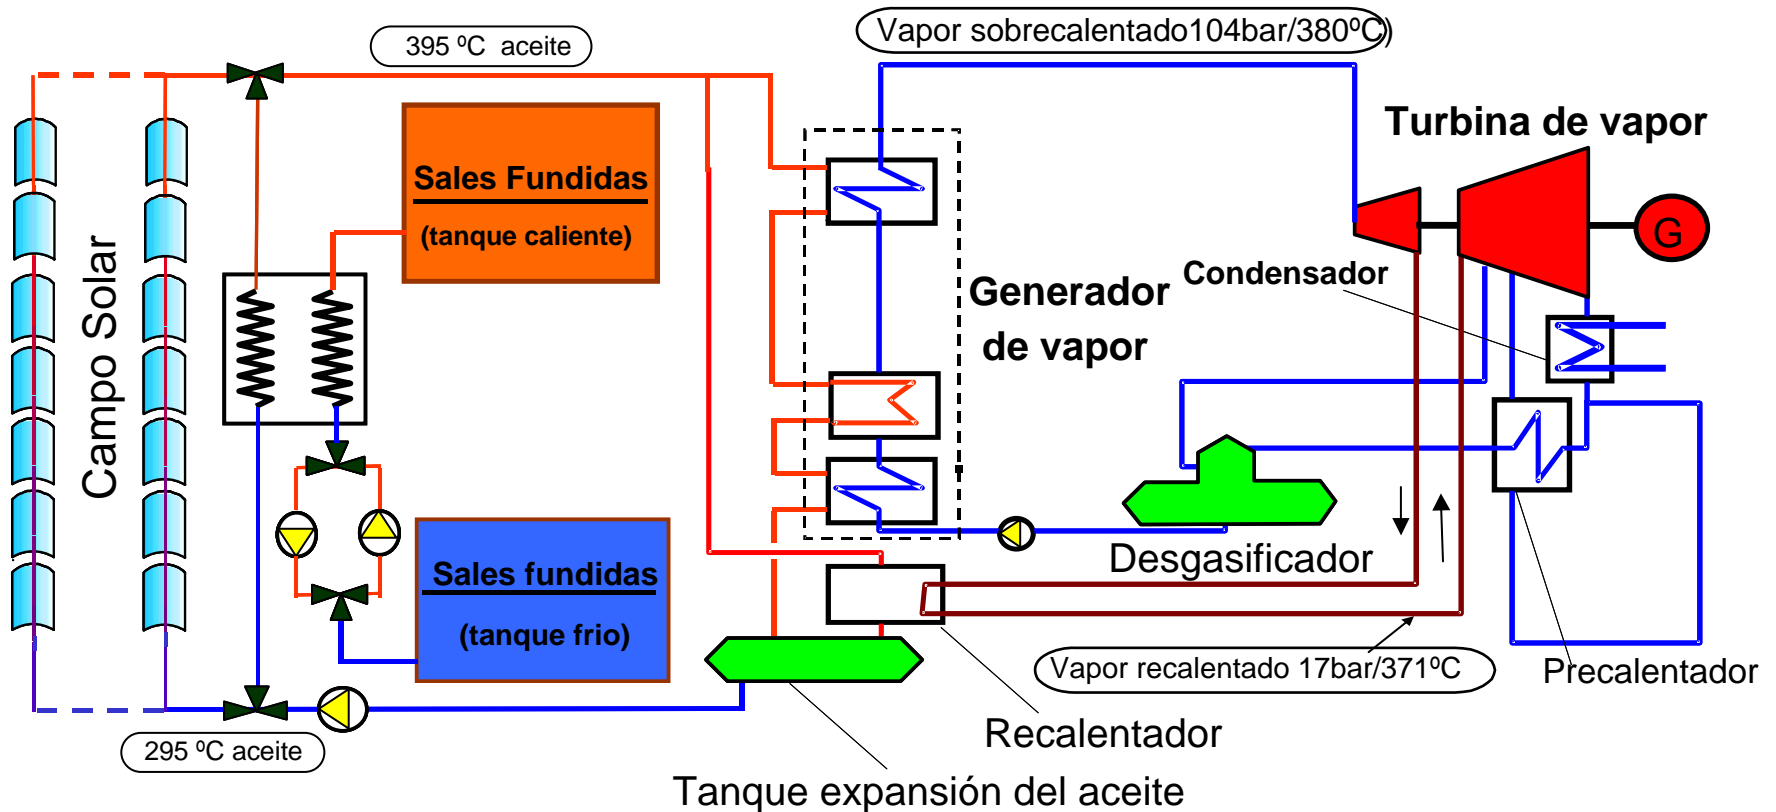 395 ºC aceite
Vapor sobrecalentado104bar/380ºC)
Turbina de vapor
Sales Fundidas
(tanque caliente)
Campo Solar
G
Condensador
Generador
de vapor
Desgasificador
Sales fundidas
(tanque frio)
Vapor recalentado 17bar/371ºC
Precalentador
Recalentador
295 ºC aceite
Tanque expansión del aceite